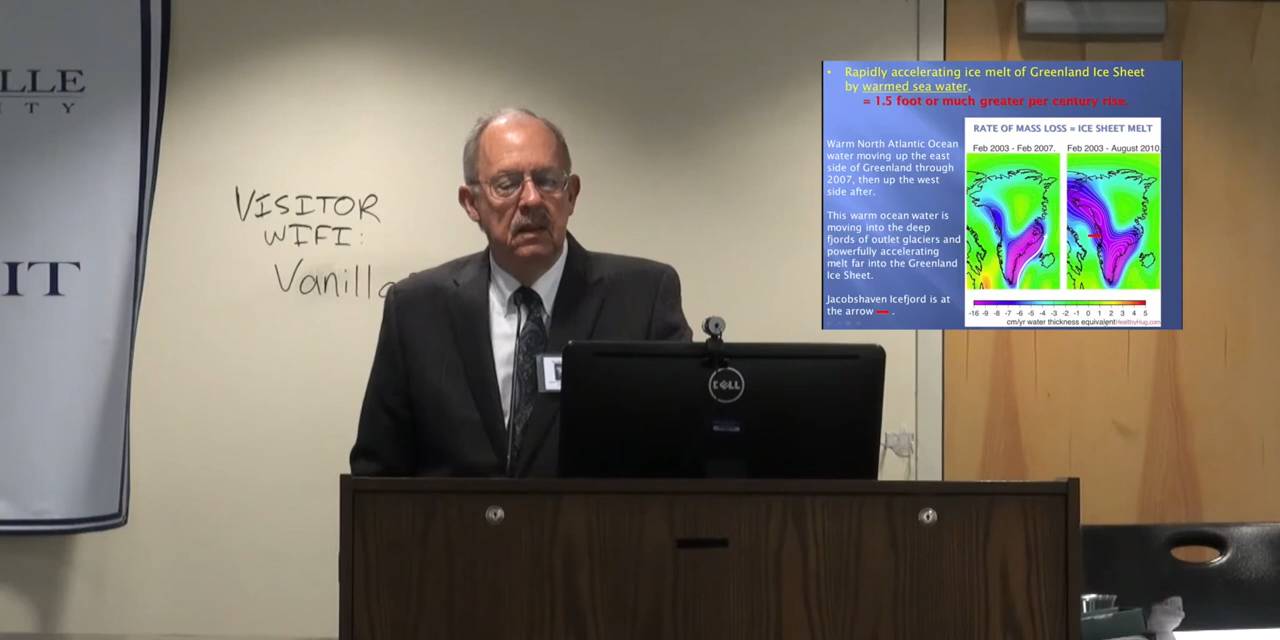 LLE
I T Y
IT
VISITOR
WIFI:
Vanill
DELL
• Rapidly accelerating ice melt of Greenland Ice Sheet
by warmed sea water.
= 1.5 foot or much greater per century rise.
Warm North Atlantic Ocean
water moving up the east
side of Greenland through
2007, then up the west
side after.
This warm ocean water is
moving into the deep
fjords of outlet glaciers and
powerfully accelerating
melt far into the Greenland
Ice Sheet.
Jacobshaven Icefjord is at
the arrow .
RATE OF MASS LOSS = ICE SHEET MELT
Feb 2003 - Feb 2007. Feb 2003 - August 2010.
-16 -9 -8 -7 -6 -5 -4 -3 -2 -1 0 1 2 3 4 5
cm/yr water thickness equivalent HealthyHug.com